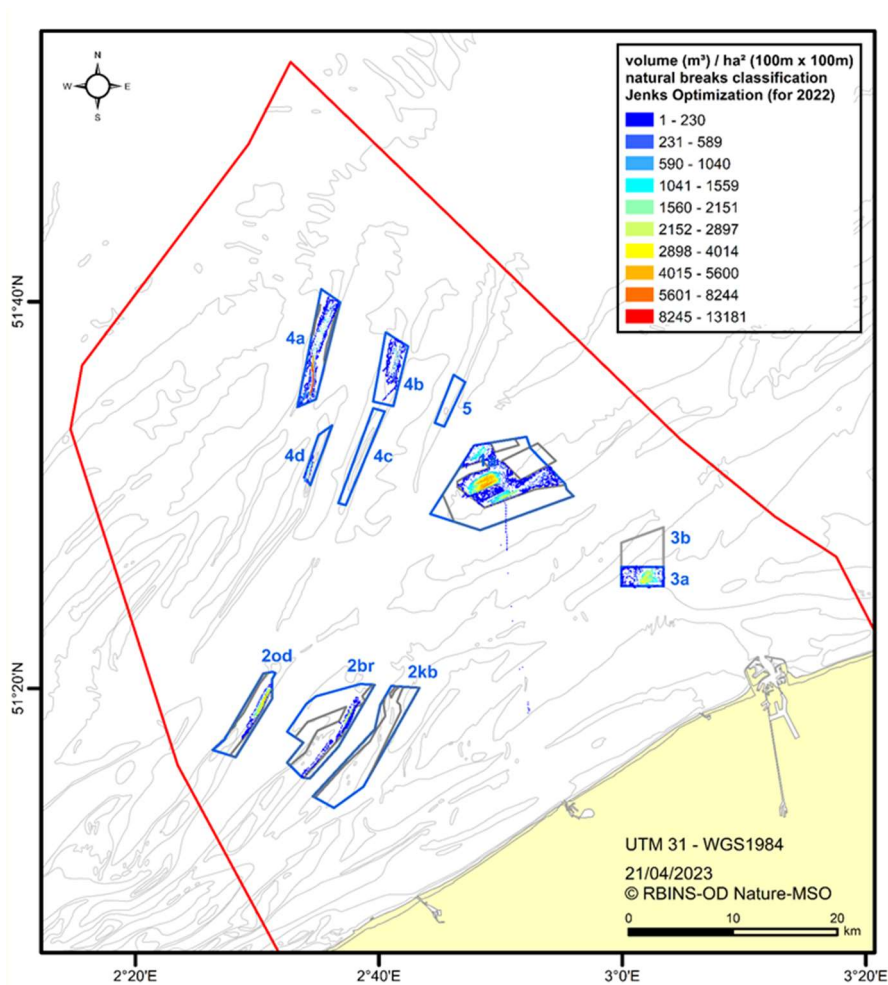 N
W E
S
volume (m³) / ha² (100m x 100m)
natural breaks classification
Jenks Optimization (for 2022)
1 - 230
231 - 589
590 - 1040
1041 - 1559
1560 - 2151
2152 - 2897
2898 - 4014
4015 - 5600
5601 - 8244
8245 - 13181
51°40'N
4a
4b
5
4d
4c
3b
3a
51°20'N
2od
2br
2kb
UTM 31 - WGS1984
21/04/2023
© RBINS-OD Nature-MSO
0 10 20
km
2°20'E 2°40'E 3°0'E 3°20'E